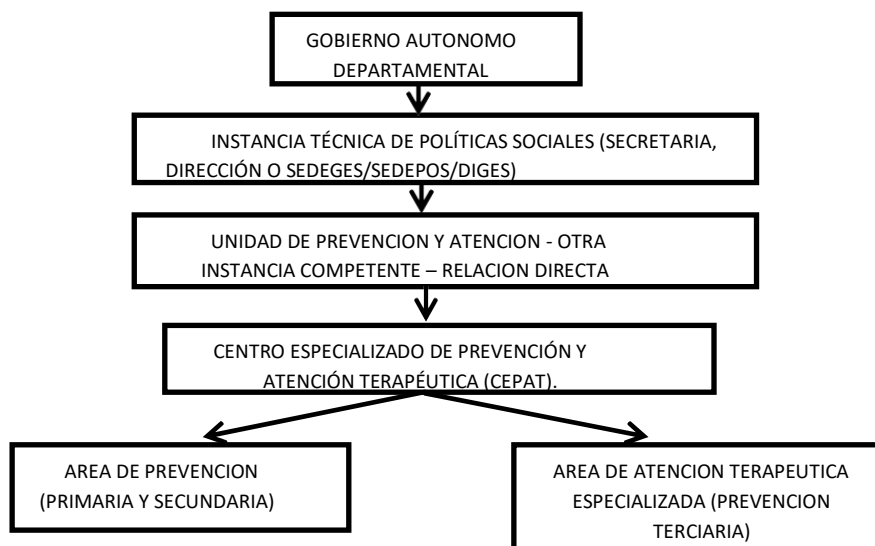 GOBIERNO AUTONOMO
DEPARTAMENTAL
INSTANCIA TÉCNICA DE POLÍTICAS SOCIALES (SECRETARIA,
DIRECCIÓN O SEDEGES/SEDEPOS/DIGES)
UNIDAD DE PREVENCION Y ATENCION - OTRA
INSTANCIA COMPETENTE – RELACION DIRECTA
CENTRO ESPECIALIZADO DE PREVENCIÓN Y
ATENCIÓN TERAPÉUTICA (CEPAT).
AREA DE PREVENCION
(PRIMARIA Y SECUNDARIA)
AREA DE ATENCION TERAPEUTICA
ESPECIALIZADA (PREVENCION
TERCIARIA)